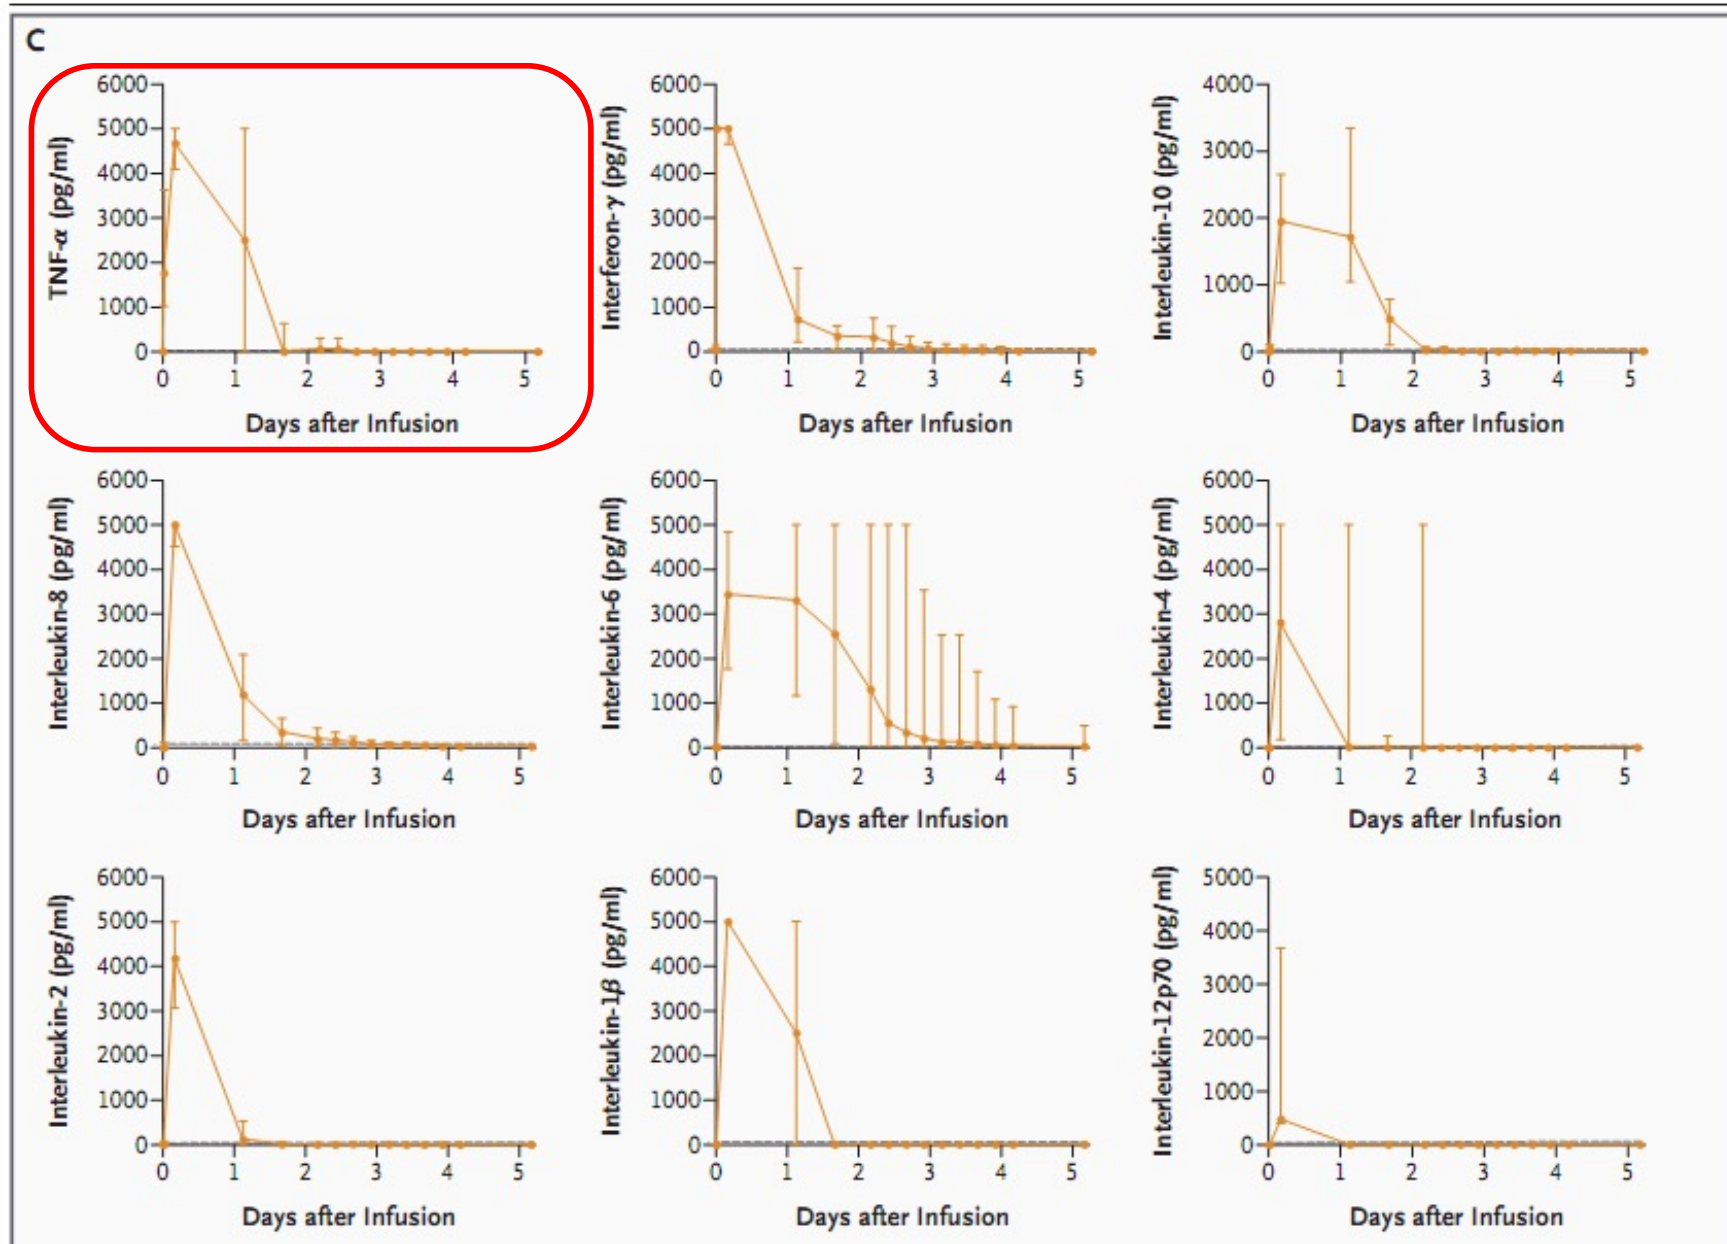 C
TNF-α (pg/ml)
6000
5000
4000
3000
2000
1000
0
0 1 2 3 4 5
Days after Infusion
Interferon-γ (pg/ml)
6000
5000
4000
3000
2000
1000
0
0 1 2 3 4 5
Days after Infusion
Interleukin-10 (pg/ml)
4000
3000
2000
1000
0
0 1 2 3 4 5
Days after Infusion
Interleukin-8 (pg/ml)
6000
5000
4000
3000
2000
1000
0
0 1 2 3 4 5
Days after Infusion
Interleukin-6 (pg/ml)
6000
5000
4000
3000
2000
1000
0
0 1 2 3 4 5
Days after Infusion
Interleukin-4 (pg/ml)
6000
5000
4000
3000
2000
1000
0
0 1 2 3 4 5
Days after Infusion
Interleukin-2 (pg/ml)
6000
5000
4000
3000
2000
1000
0
0 1 2 3 4 5
Days after Infusion
Interleukin-1β (pg/ml)
6000
5000
4000
3000
2000
1000
0
0 1 2 3 4 5
Days after Infusion
Interleukin-12p70 (pg/ml)
5000
4000
3000
2000
1000
0
0 1 2 3 4 5
Days after Infusion